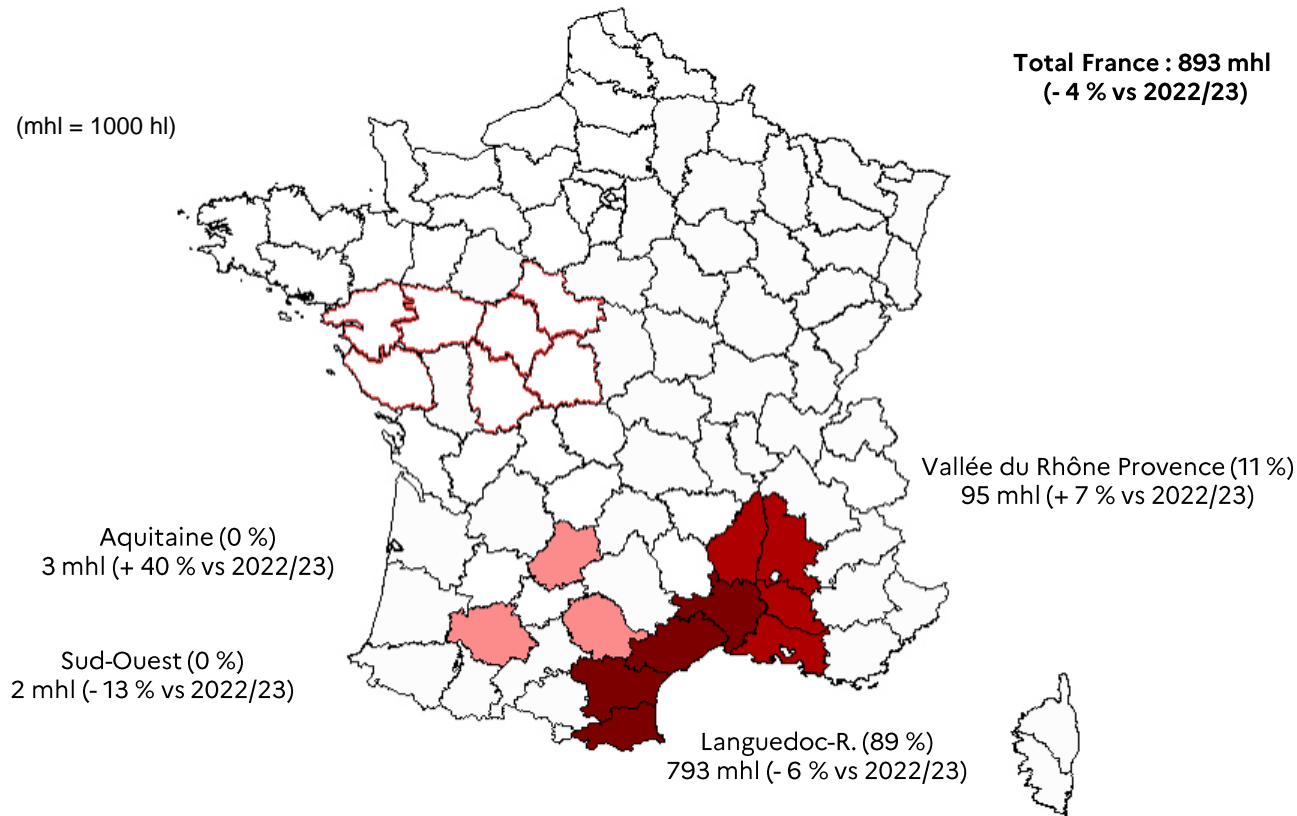 Total France : 893 mhl
(- 4 % vs 2022/23)
(mhl = 1000 hl)
Vallée du Rhône Provence (11 %)
95 mhl (+ 7 % vs 2022/23)
Aquitaine (0 %)
3 mhl (+ 40 % vs 2022/23)
Sud-Ouest (0 %)
2 mhl (- 13 % vs 2022/23)
Languedoc-R. (89 %)
793 mhl (- 6 % vs 2022/23)